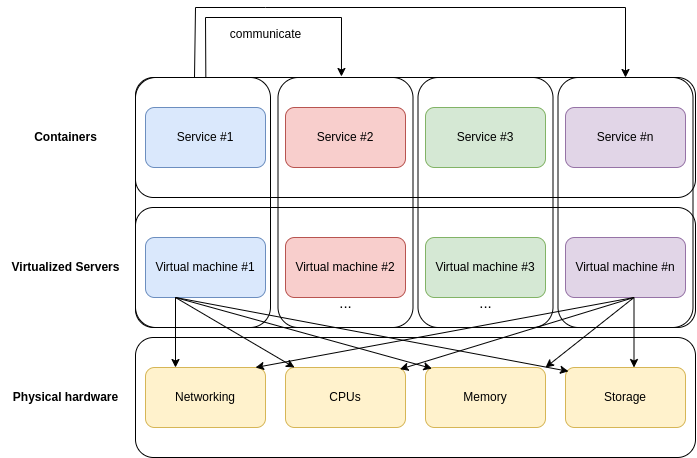 communicate
Containers
Service #1
Service #2
Service #3
Service #n
Virtualized Servers
Virtual machine #1
Virtual machine #2
Virtual machine #3
Virtual machine #n
...
...
Physical hardware
Networking
CPUs
Memory
Storage